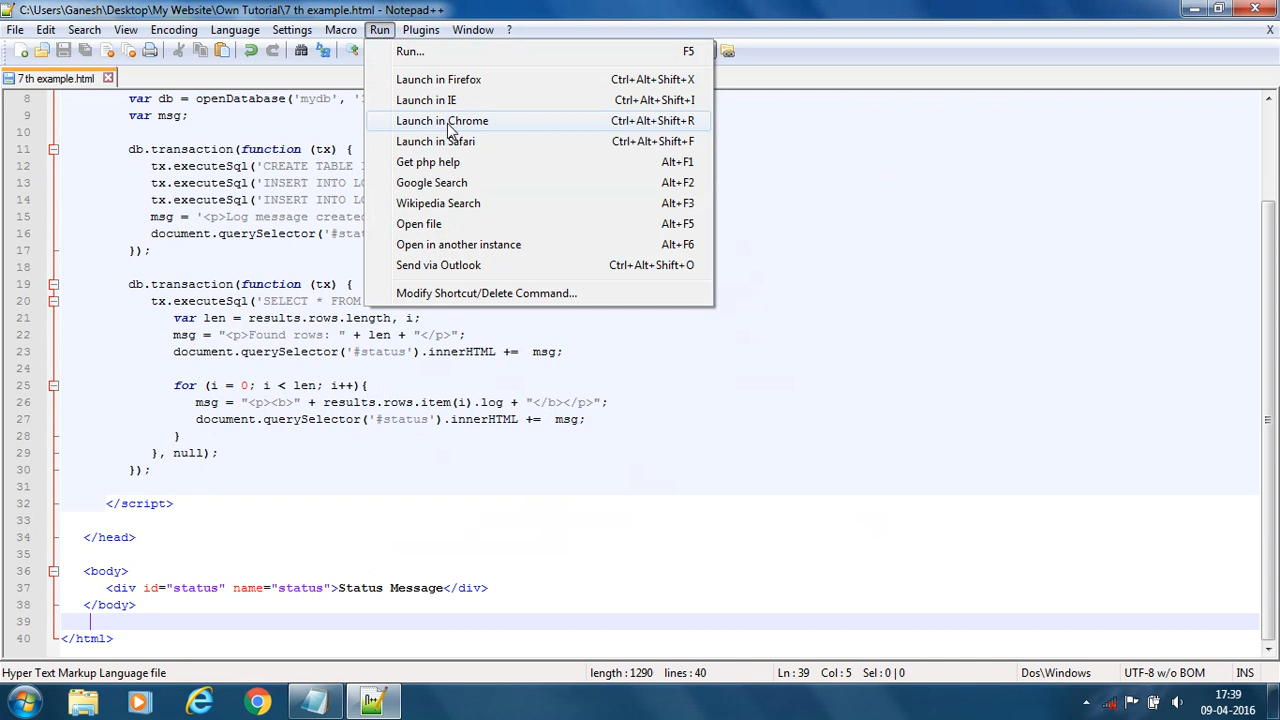 C:\Users\Ganesh\Desktop\My Website\Own Tutorial\7 th example.html - Notepad++
File Edit Search View Encoding Language Settings Macro Run Plugins Window ? X
7 th example.html
Run... F5
Launch in Firefox Ctrl+Alt+Shift+X
Launch in IE Ctrl+Alt+Shift+I
Launch in Chrome Ctrl+Alt+Shift+R
Launch in Safari Ctrl+Alt+Shift+F
Get php help Alt+F1
Google Search Alt+F2
Wikipedia Search Alt+F3
Open file Alt+F5
Open in another instance Alt+F6
Send via Outlook Ctrl+Alt+Shift+O
Modify Shortcut/Delete Command...
8 var db = openDatabase('mydb',
9 var msg;
10
11 db.transaction(function (tx) {
12 tx.executeSql('CREATE TABLE
13 tx.executeSql('INSERT INTO
14 tx.executeSql('INSERT INTO
15 msg = '<p>Log message created
16 document.querySelector('#sta
17 });
18
19 db.transaction(function (tx) {
20 tx.executeSql('SELECT * FROM
21 var len = results.rows.length, i;
22 msg = "<p>Found rows: " + len + "</p>";
23 document.querySelector('#status').innerHTML += msg;
24
25 for (i = 0; i < len; i++){
26 msg = "<p><b>" + results.rows.item(i).log + "</b></p>";
27 document.querySelector('#status').innerHTML += msg;
28 }
29 }, null);
30 });
31
32 </script>
33
34 </head>
35
36 <body>
37 <div id="status" name="status">Status Message</div>
38 </body>
39
40 </html>
Hyper Text Markup Language file length : 1290 lines : 40 Ln : 39 Col : 5 Sel : 0 | 0 Dos\Windows UTF-8 w/o BOM INS
17:39
09-04-2016